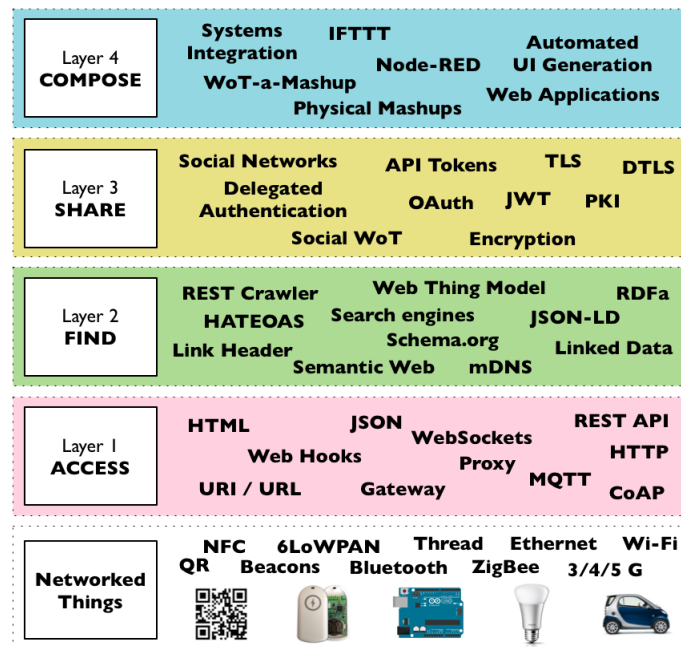 Layer 4
COMPOSE
Systems
Integration
IFTTT
Node-RED
Automated
UI Generation
WoT-a-Mashup
Physical Mashups
Web Applications
Layer 3
SHARE
Social Networks
API Tokens
TLS
DTLS
Delegated
Authentication
OAuth
JWT
PKI
Social WoT
Encryption
Layer 2
FIND
REST Crawler
Web Thing Model
RDFa
HATEOAS
Search engines
JSON-LD
Link Header
Schema.org
Linked Data
Semantic Web
mDNS
Layer 1
ACCESS
HTML
JSON
REST API
Web Hooks
WebSockets
HTTP
Proxy
URI / URL
Gateway
MQTT
CoAP
Networked
Things
NFC
6LoWPAN
Thread
Ethernet
Wi-Fi
QR
Beacons
Bluetooth
ZigBee
3/4/5 G